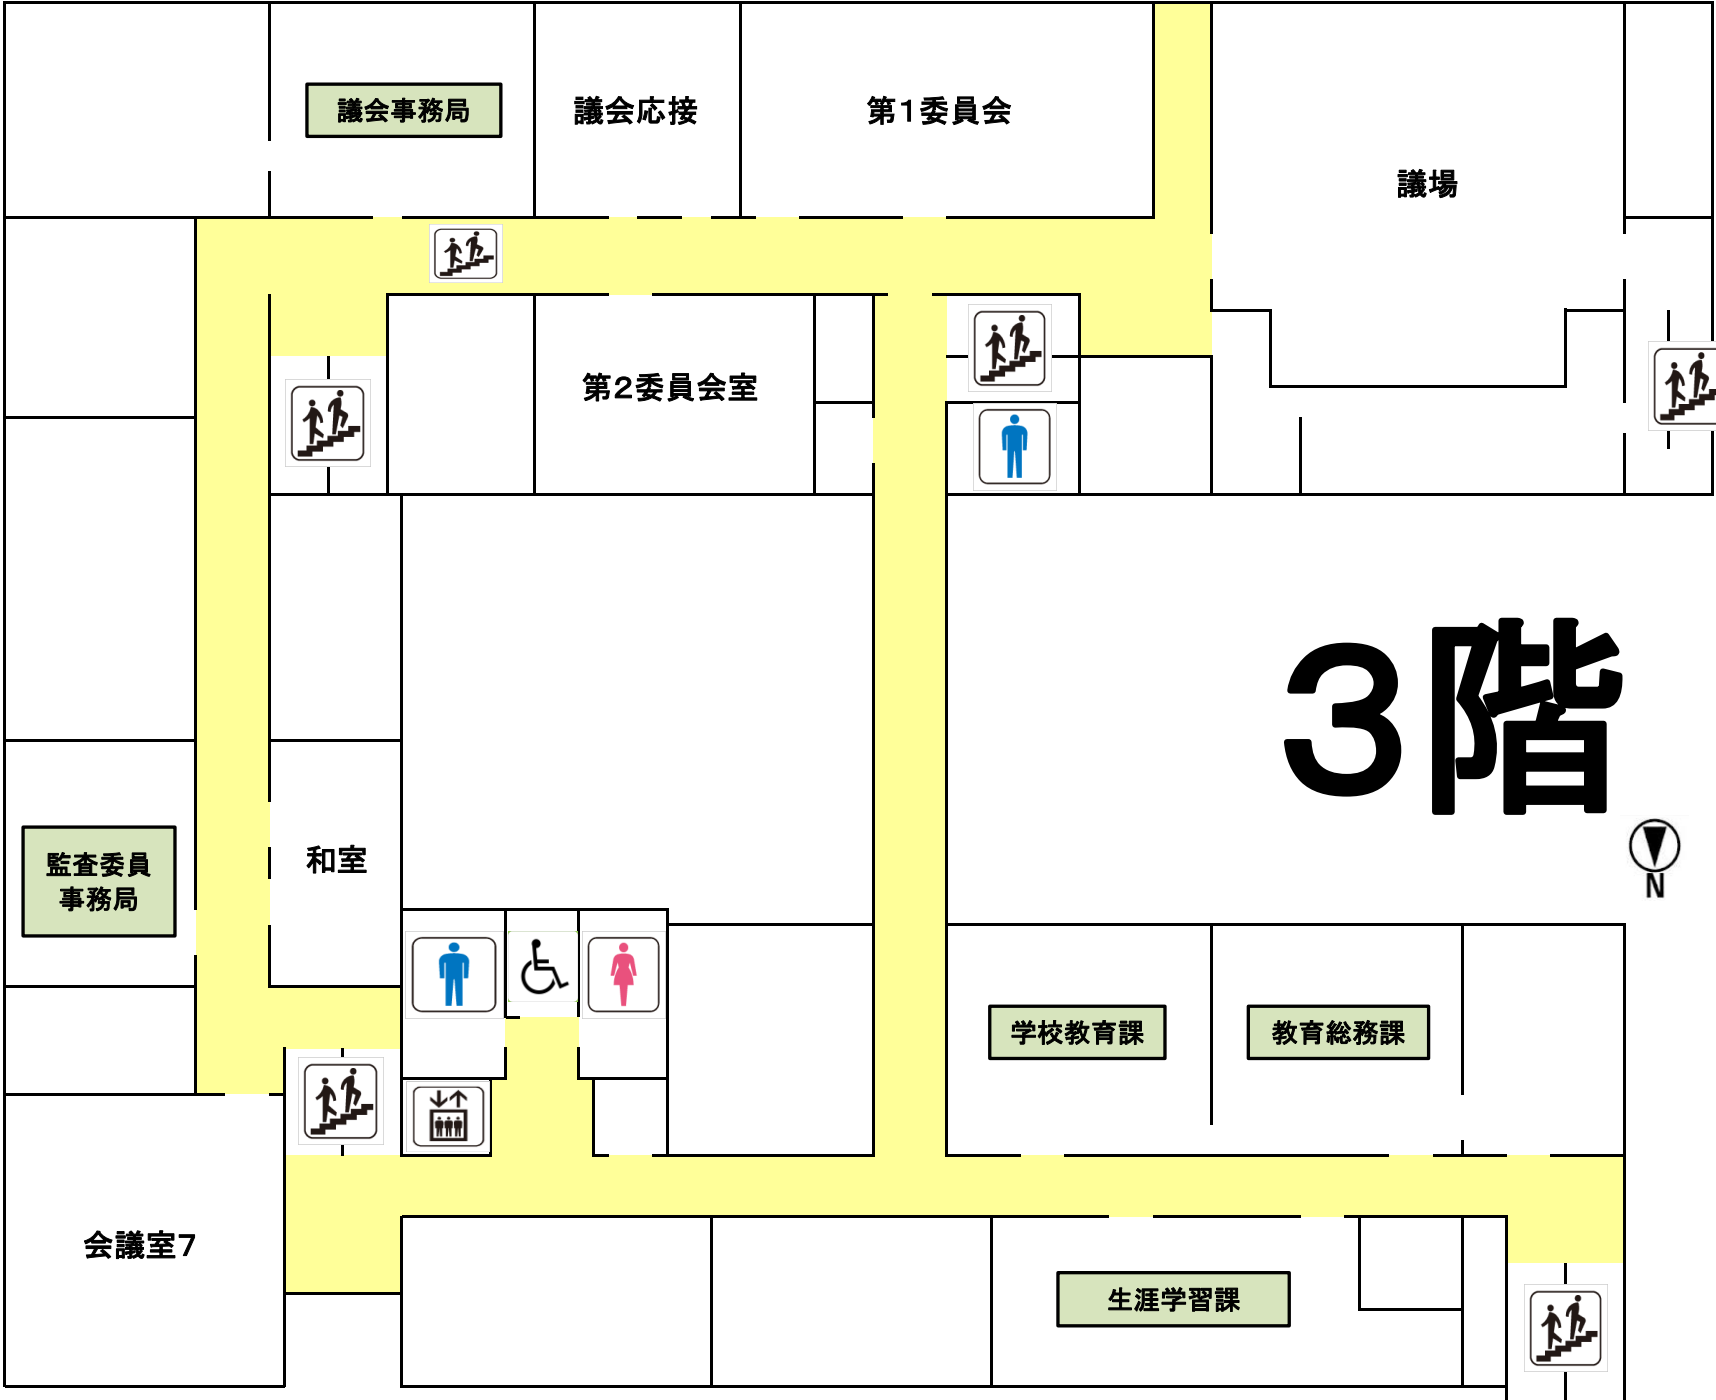 議会事務局
議会応接
第1委員会
議場
第2委員会室
3階
和室
監査委員
事務局
N
学校教育課
教育総務課
会議室7
生涯学習課